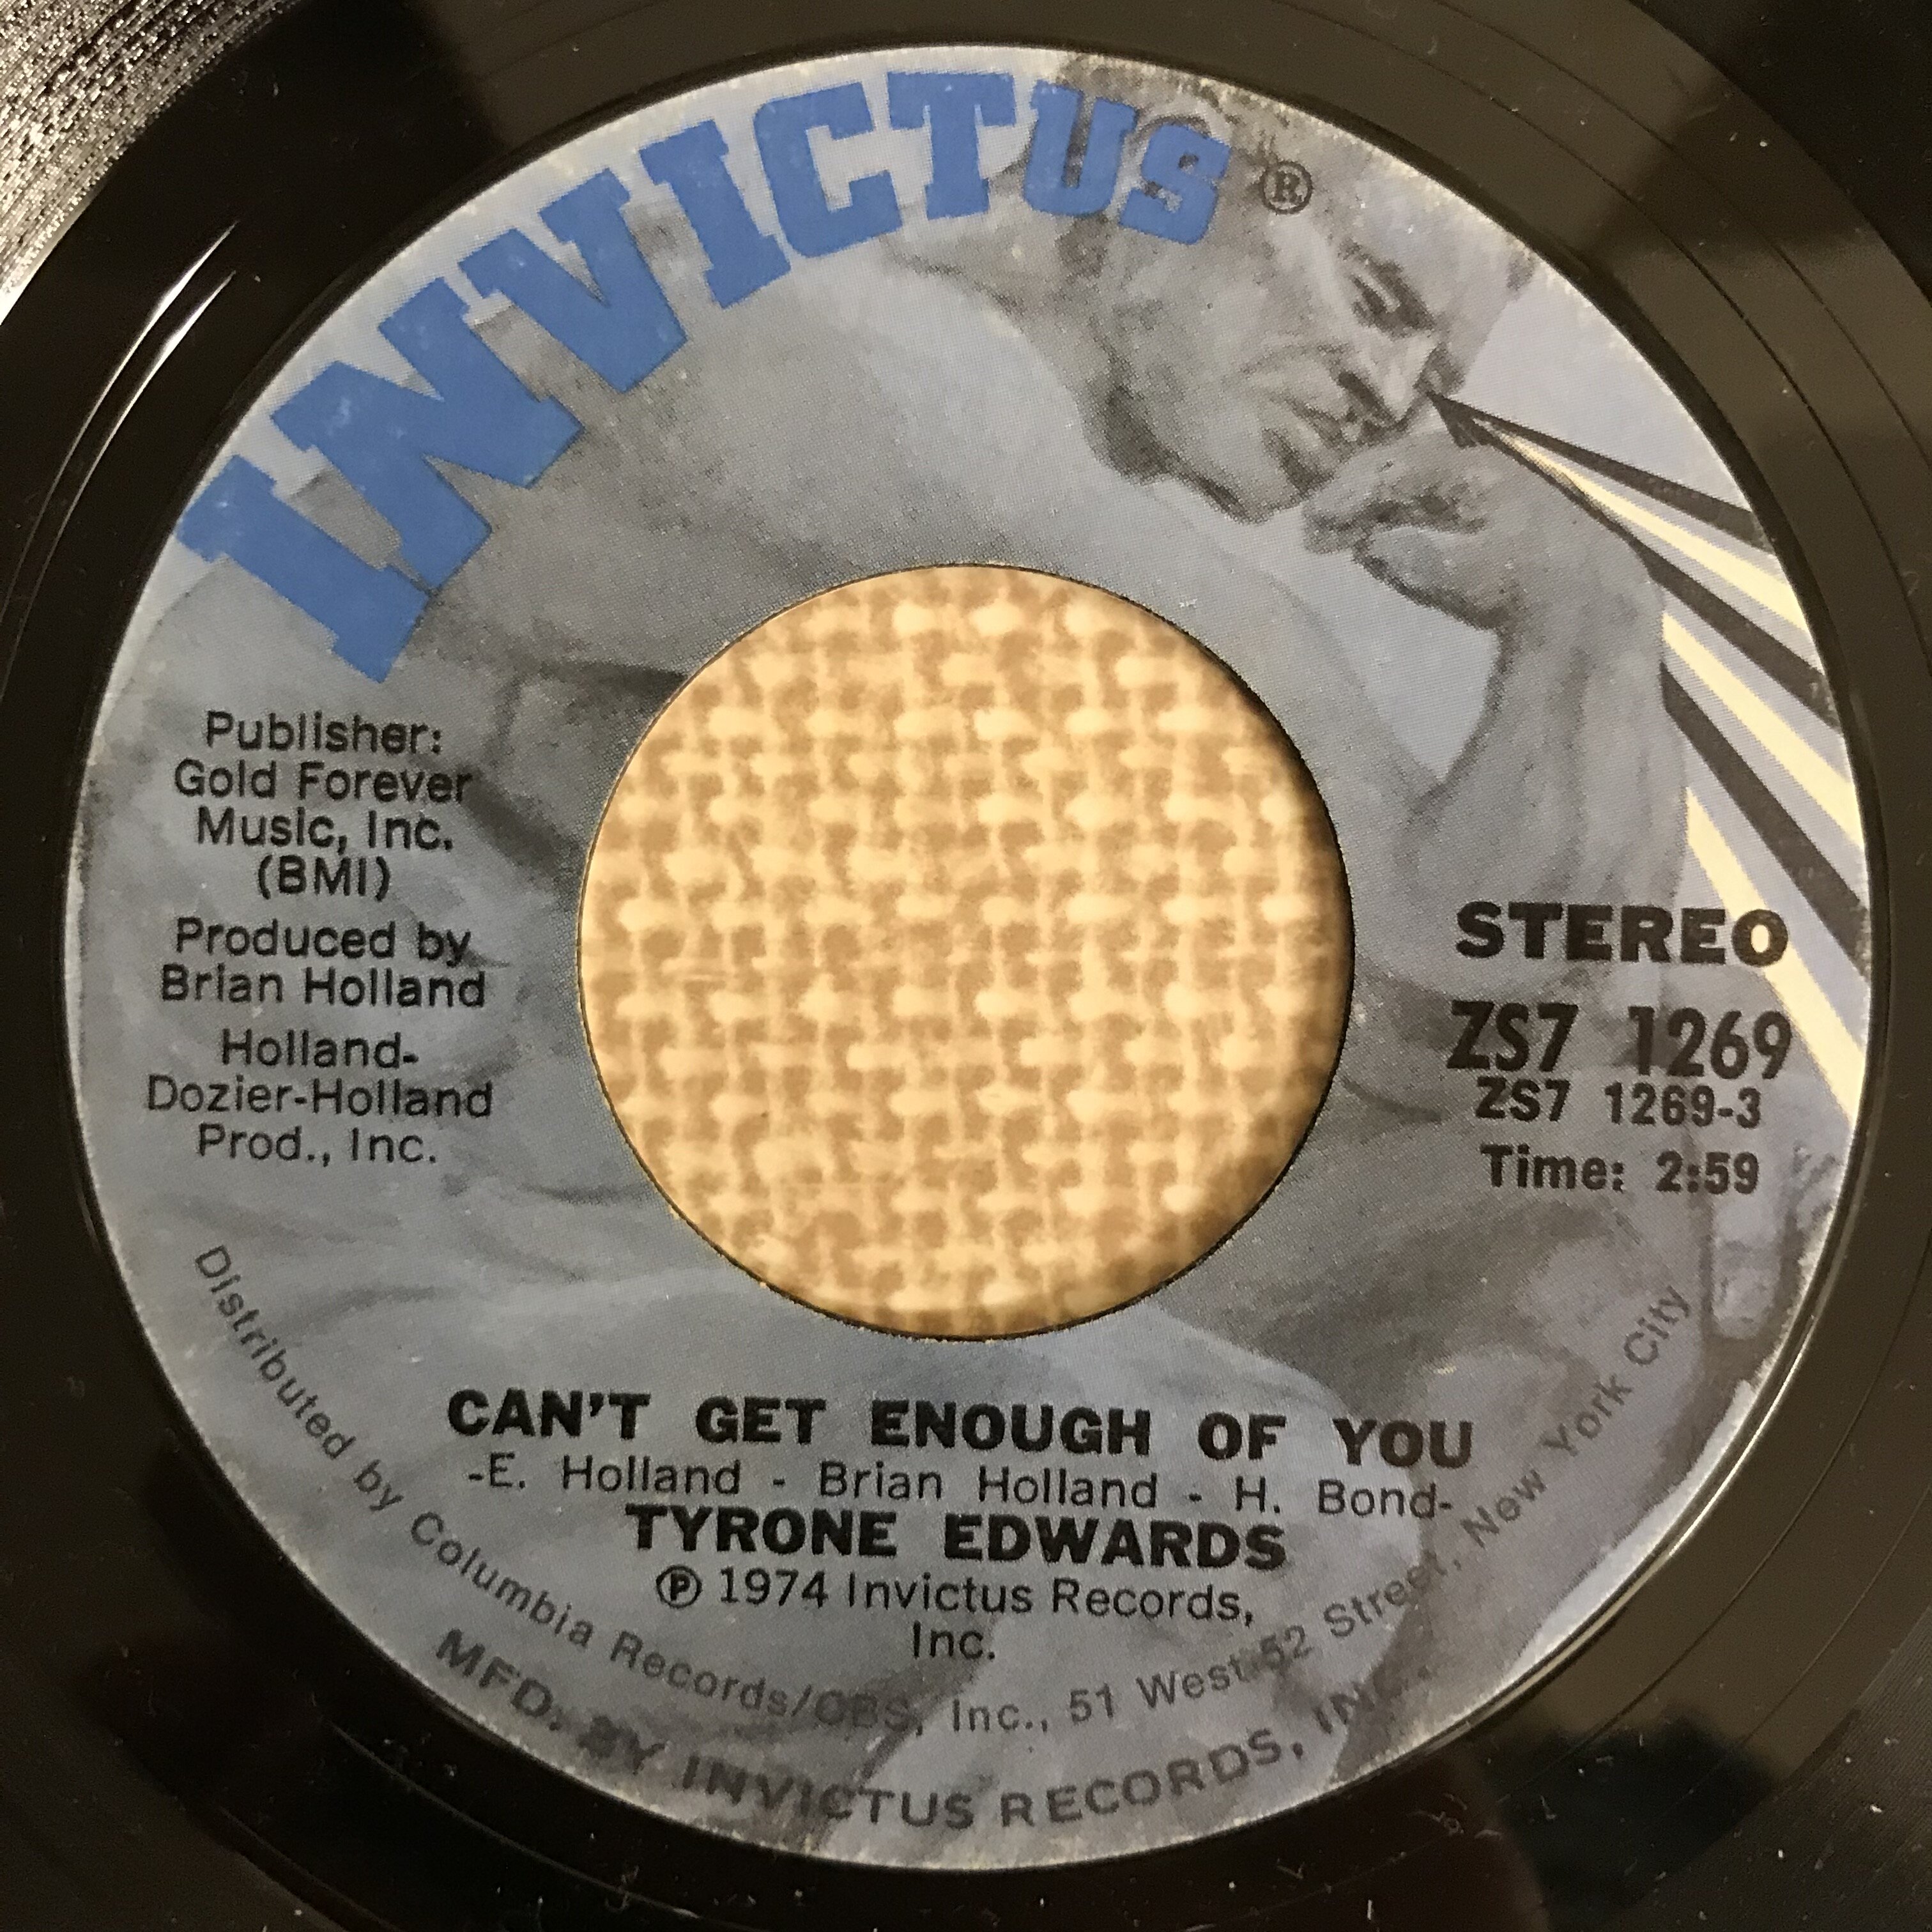 INVICTUS ®
Publisher:
Gold Forever
Music, Inc.
(BMI)
Produced by
Brian Holland
Holland-
Dozier-Holland
Prod., Inc.
STEREO
ZS7 1269
ZS7 1269-3
Time: 2:59
CAN'T GET ENOUGH OF YOU
-E. Holland - Brian Holland - H. Bond-
TYRONE EDWARDS
℗ 1974 Invictus Records,
Inc.
Distributed by Columbia Records/CBS, Inc., 51 West 52 Street, New York City
MFD. BY INVICTUS RECORDS, INC.